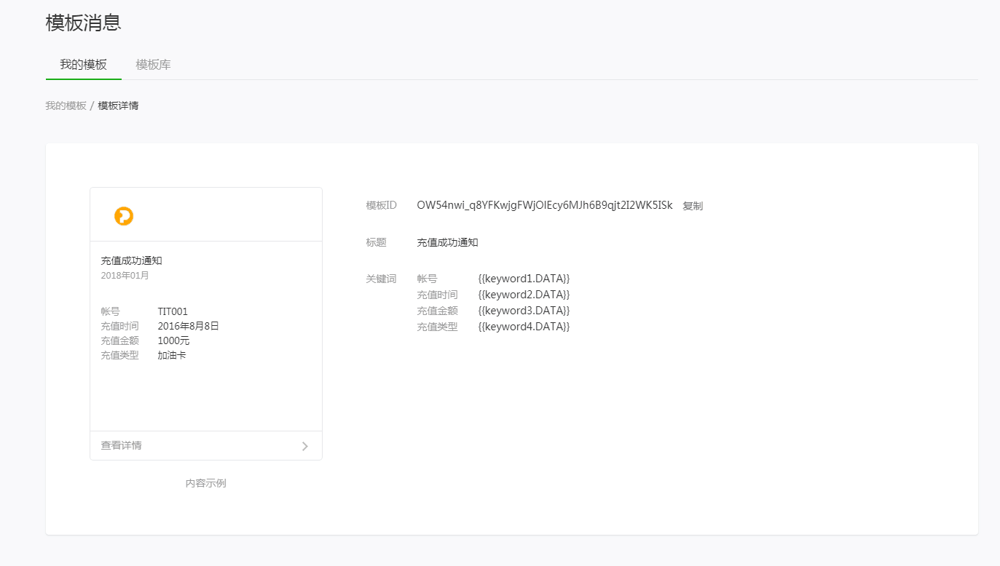 模板消息
我的模板 模板库
我的模板 / 模板详情
充值成功通知
2018年01月
帐号 TIT001
充值时间 2016年8月8日
充值金额 1000元
充值类型 加油卡
查看详情
内容示例
模板ID OW54nwi_q8YFKwjgFWjOlEcy6MJh6B9qjt2I2WK5ISk 复制
标题 充值成功通知
关键词 帐号 {{keyword1.DATA}}
充值时间 {{keyword2.DATA}}
充值金额 {{keyword3.DATA}}
充值类型 {{keyword4.DATA}}